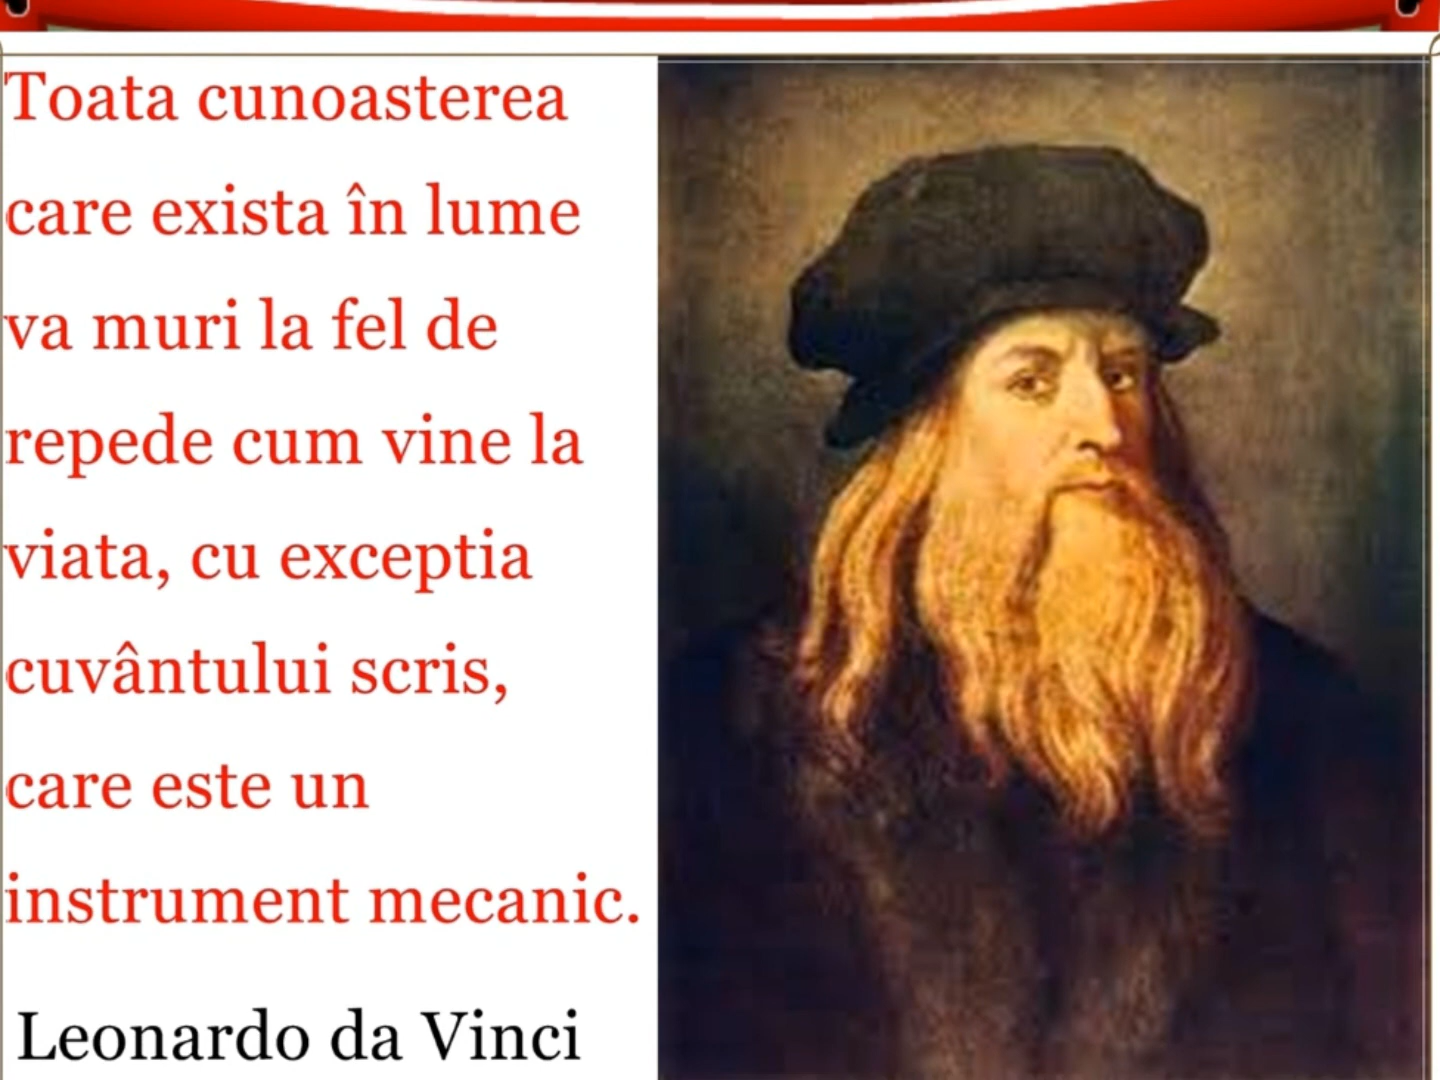 Toata cunoasterea
care exista în lume
va muri la fel de
repede cum vine la
viata, cu exceptia
cuvântului scris,
care este un
instrument mecanic.
Leonardo da Vinci